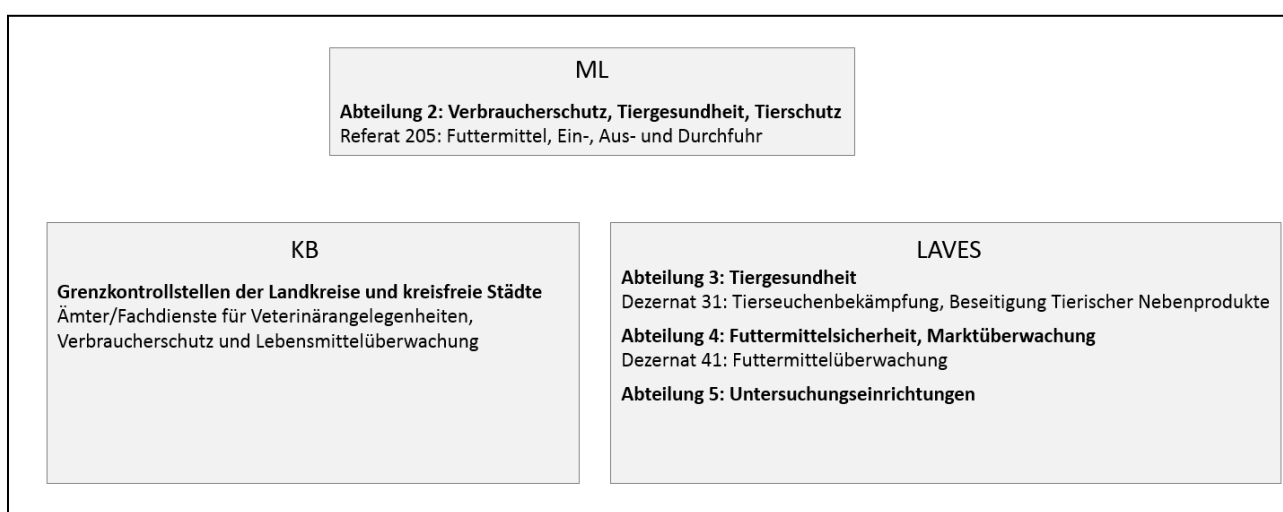 ML
Abteilung 2: Verbraucherschutz, Tiergesundheit, Tierschutz
Referat 205: Futtermittel, Ein-, Aus- und Durchfuhr
KB
Grenzkontrollstellen der Landkreise und kreisfreie Städte
Ämter/Fachdienste für Veterinärangelegenheiten,
Verbraucherschutz und Lebensmittelüberwachung
LAVES
Abteilung 3: Tiergesundheit
Dezernat 31: Tierseuchenbekämpfung, Beseitigung Tierischer Nebenprodukte
Abteilung 4: Futtermittelsicherheit, Marktüberwachung
Dezernat 41: Futtermittelüberwachung
Abteilung 5: Untersuchungseinrichtungen